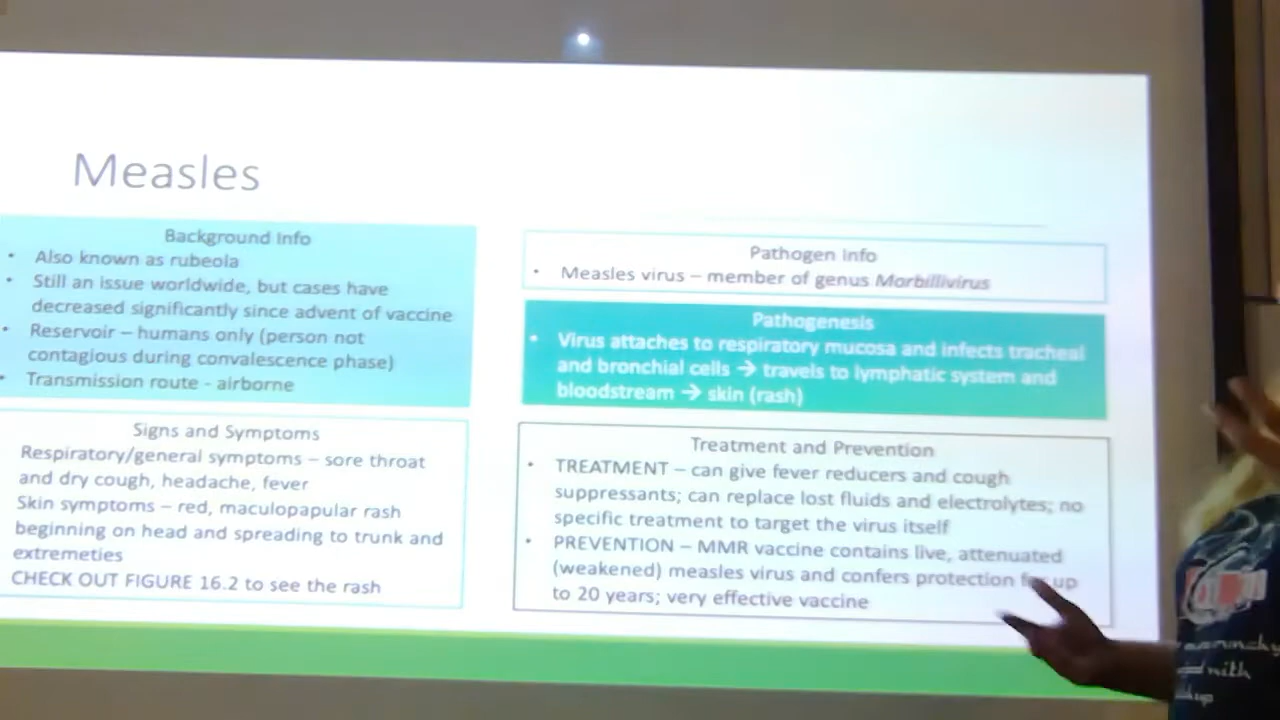 Measles
Background Info
• Also known as rubeola
• Still an issue worldwide, but cases have
decreased significantly since advent of vaccine
• Reservoir – humans only (person not
contagious during convalescence phase)
• Transmission route - airborne
Signs and Symptoms
Respiratory/general symptoms – sore throat
and dry cough, headache, fever
Skin symptoms – red, maculopapular rash
beginning on head and spreading to trunk and
extremeties
CHECK OUT FIGURE 16.2 to see the rash
Pathogen Info
• Measles virus – member of genus Morbillivirus
Pathogenesis
• Virus attaches to respiratory mucosa and infects tracheal
and bronchial cells → travels to lymphatic system and
bloodstream → skin (rash)
Treatment and Prevention
• TREATMENT – can give fever reducers and cough
suppressants; can replace lost fluids and electrolytes; no
specific treatment to target the virus itself
• PREVENTION – MMR vaccine contains live, attenuated
(weakened) measles virus and confers protection for up
to 20 years; very effective vaccine
with